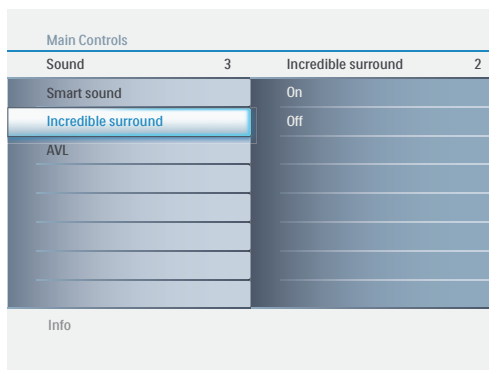 Main Controls
Sound 3 Incredible surround 2
Smart sound On
Incredible surround Off
AVL
Info